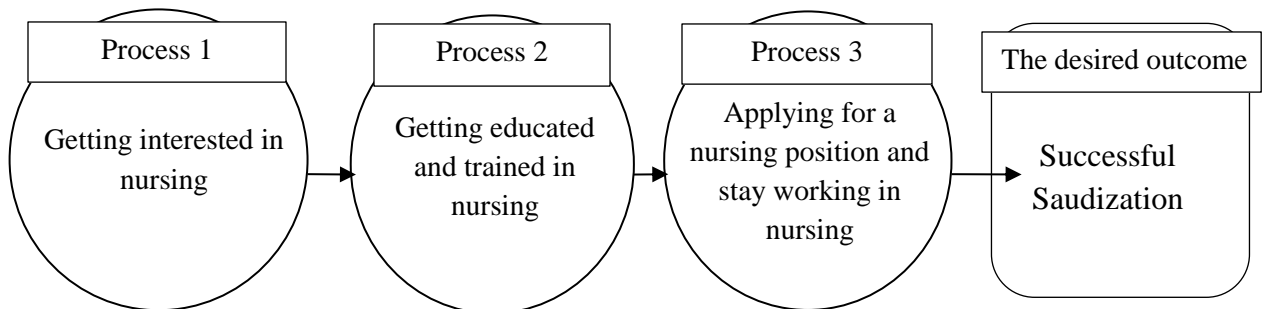 Process 1
Getting interested in
nursing
Process 2
Getting educated
and trained in
nursing
Process 3
Applying for a
nursing position and
stay working in
nursing
The desired outcome
Successful
Saudization